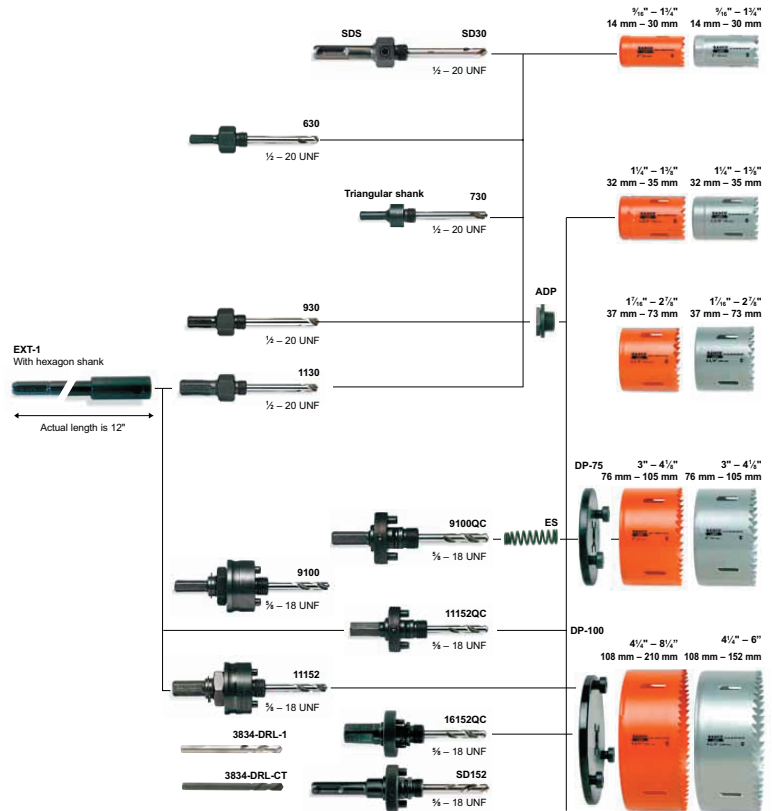 SDS SD30
½ – 20 UNF
⁹⁄₁₆" – 1¾" ⁹⁄₁₆" – 1¾"
14 mm – 30 mm 14 mm – 30 mm
630
½ – 20 UNF
Triangular shank 730
½ – 20 UNF
1¼" – 1⅜" 1¼" – 1⅜"
32 mm – 35 mm 32 mm – 35 mm
ADP
930
½ – 20 UNF
1⁷⁄₁₆" – 2⅞" 1⁷⁄₁₆" – 2⅞"
37 mm – 73 mm 37 mm – 73 mm
EXT-1
With hexagon shank
Actual length is 12"
1130
½ – 20 UNF
DP-75
3" – 4⅛" 3" – 4⅛"
76 mm – 105 mm 76 mm – 105 mm
9100QC ES
⅝ – 18 UNF
9100
⅝ – 18 UNF
11152QC
⅝ – 18 UNF
DP-100
4¼" – 8¼" 4¼" – 6"
108 mm – 210 mm 108 mm – 152 mm
11152
⅝ – 18 UNF
16152QC
⅝ – 18 UNF
3834-DRL-1
3834-DRL-CT
SD152
⅝ – 18 UNF